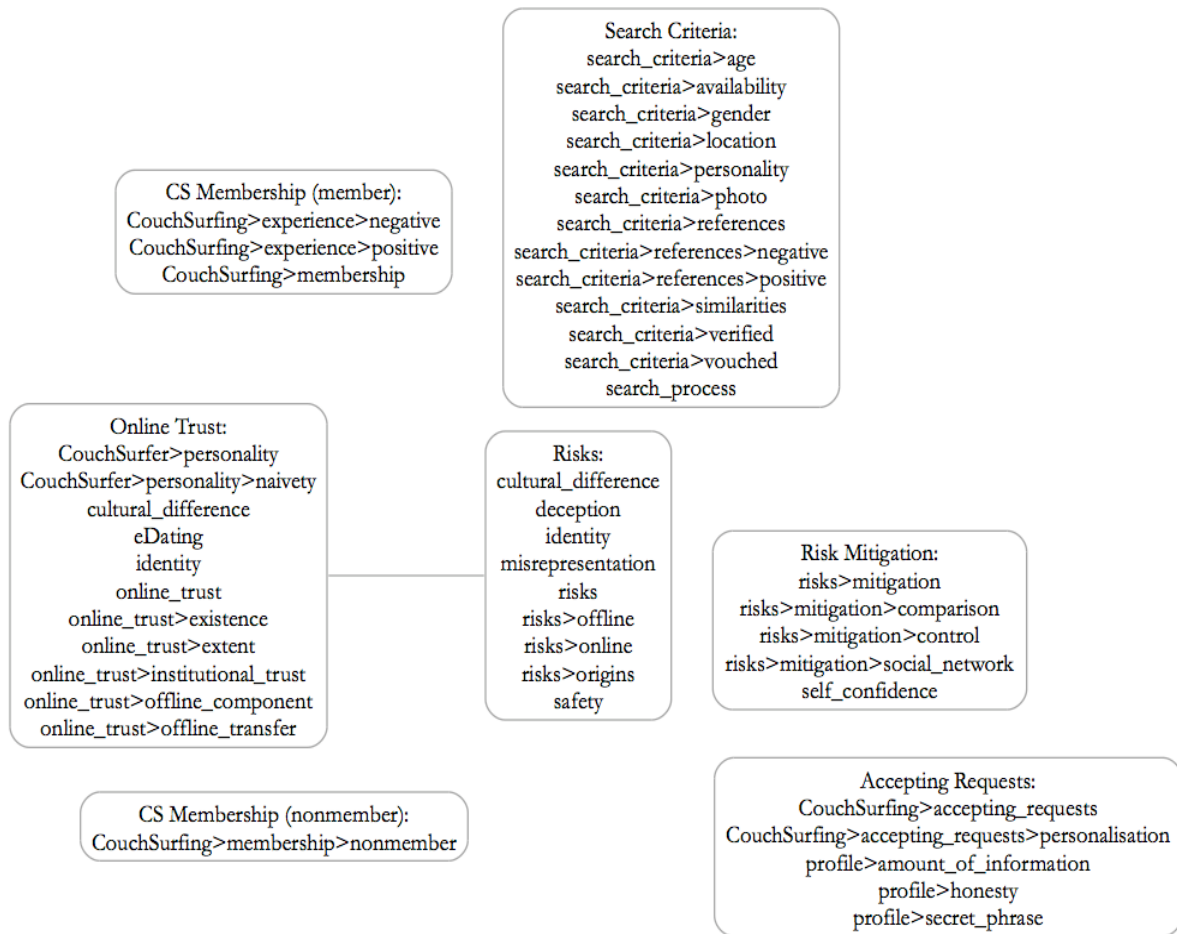 Search Criteria:
search_criteria>age
search_criteria>availability
search_criteria>gender
search_criteria>location
search_criteria>personality
search_criteria>photo
search_criteria>references
search_criteria>references>negative
search_criteria>references>positive
search_criteria>similarities
search_criteria>verified
search_criteria>vouched
search_process
CS Membership (member):
CouchSurfing>experience>negative
CouchSurfing>experience>positive
CouchSurfing>membership
Online Trust:
CouchSurfer>personality
CouchSurfer>personality>naivety
cultural_difference
eDating
identity
online_trust
online_trust>existence
online_trust>extent
online_trust>institutional_trust
online_trust>offline_component
online_trust>offline_transfer
Risks:
cultural_difference
deception
identity
misrepresentation
risks
risks>offline
risks>online
risks>origins
safety
Risk Mitigation:
risks>mitigation
risks>mitigation>comparison
risks>mitigation>control
risks>mitigation>social_network
self_confidence
CS Membership (nonmember):
CouchSurfing>membership>nonmember
Accepting Requests:
CouchSurfing>accepting_requests
CouchSurfing>accepting_requests>personalisation
profile>amount_of_information
profile>honesty
profile>secret_phrase